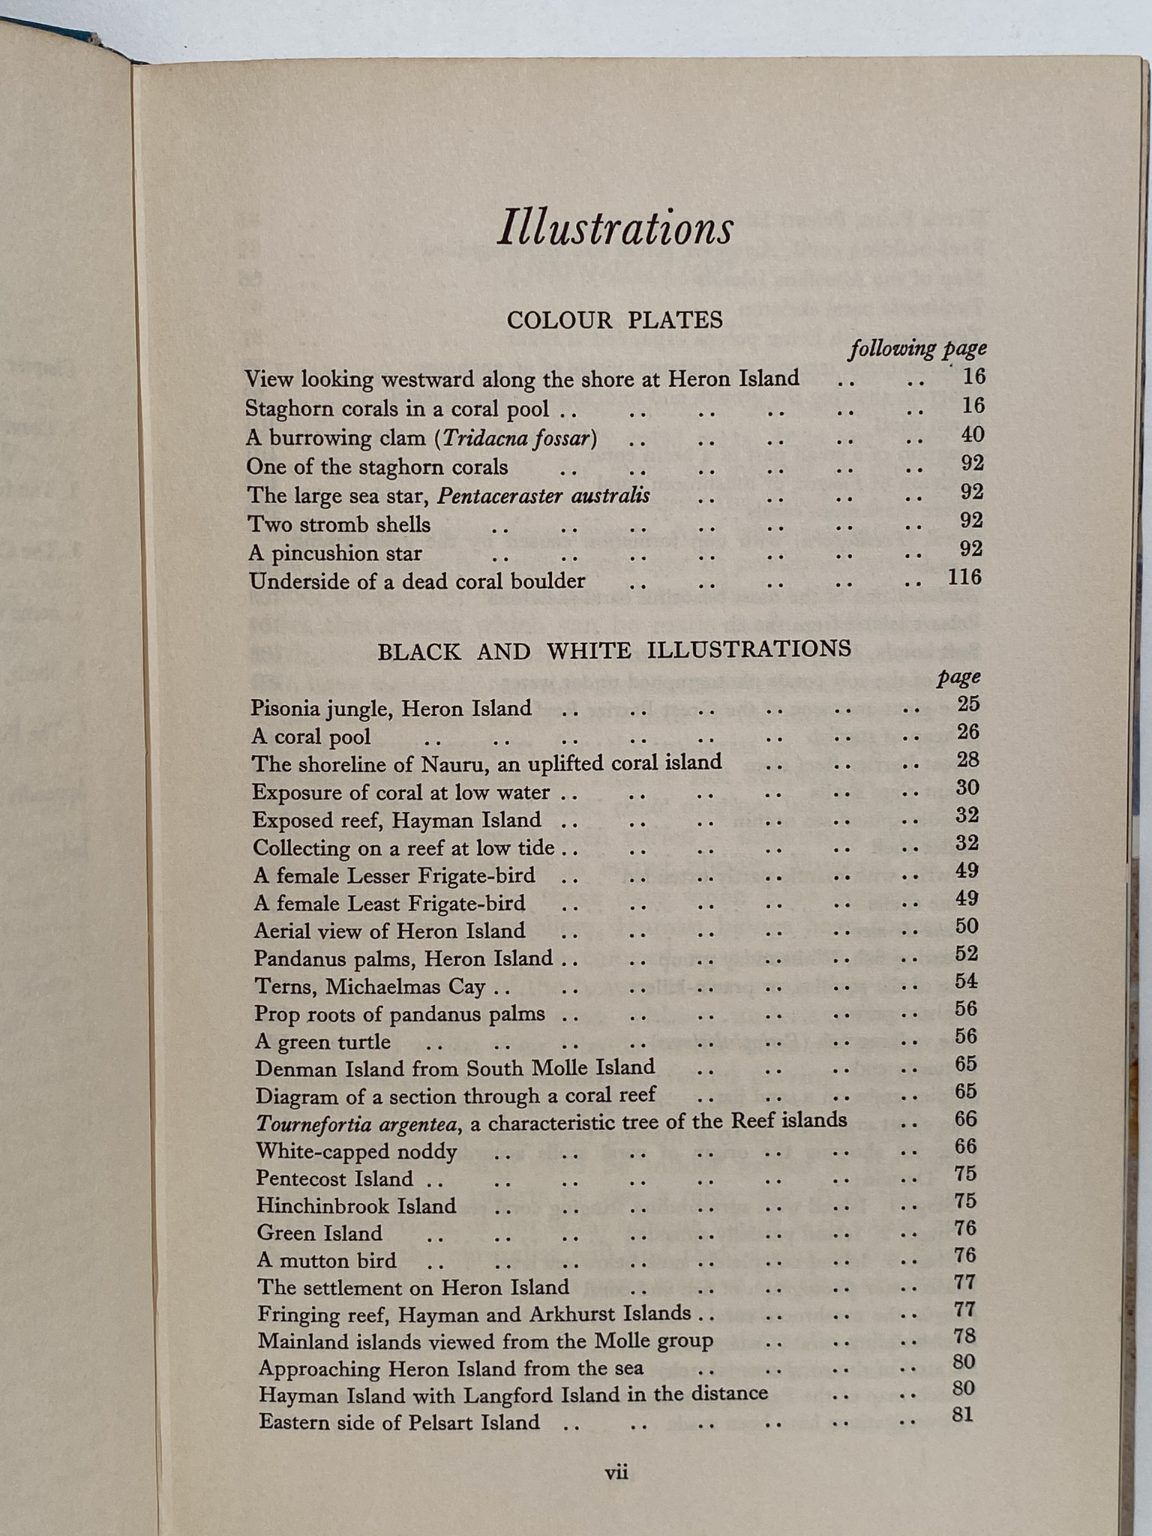 Illustrations
COLOUR PLATES
following page
View looking westward along the shore at Heron Island .. .. 16
Staghorn corals in a coral pool .. .. .. .. .. .. 16
A burrowing clam (Tridacna fossar) .. .. .. .. .. 40
One of the staghorn corals .. .. .. .. .. .. 92
The large sea star, Pentaceraster australis .. .. .. .. 92
Two stromb shells .. .. .. .. .. .. .. 92
A pincushion star .. .. .. .. .. .. .. 92
Underside of a dead coral boulder .. .. .. .. .. 116
BLACK AND WHITE ILLUSTRATIONS
page
Pisonia jungle, Heron Island .. .. .. .. .. .. 25
A coral pool .. .. .. .. .. .. .. .. 26
The shoreline of Nauru, an uplifted coral island .. .. .. 28
Exposure of coral at low water .. .. .. .. .. .. 30
Exposed reef, Hayman Island .. .. .. .. .. .. 32
Collecting on a reef at low tide .. .. .. .. .. .. 32
A female Lesser Frigate-bird .. .. .. .. .. .. 49
A female Least Frigate-bird .. .. .. .. .. .. 49
Aerial view of Heron Island .. .. .. .. .. .. 50
Pandanus palms, Heron Island .. .. .. .. .. .. 52
Terns, Michaelmas Cay .. .. .. .. .. .. .. 54
Prop roots of pandanus palms .. .. .. .. .. .. 56
A green turtle .. .. .. .. .. .. .. .. 56
Denman Island from South Molle Island .. .. .. .. 65
Diagram of a section through a coral reef .. .. .. .. 65
Tournefortia argentea, a characteristic tree of the Reef islands .. 66
White-capped noddy .. .. .. .. .. .. .. 66
Pentecost Island .. .. .. .. .. .. .. .. 75
Hinchinbrook Island .. .. .. .. .. .. .. 75
Green Island .. .. .. .. .. .. .. .. 76
A mutton bird .. .. .. .. .. .. .. .. 76
The settlement on Heron Island .. .. .. .. .. 77
Fringing reef, Hayman and Arkhurst Islands .. .. .. .. 77
Mainland islands viewed from the Molle group .. .. .. 78
Approaching Heron Island from the sea .. .. .. .. 80
Hayman Island with Langford Island in the distance .. .. 80
Eastern side of Pelsart Island .. .. .. .. .. .. 81
vii